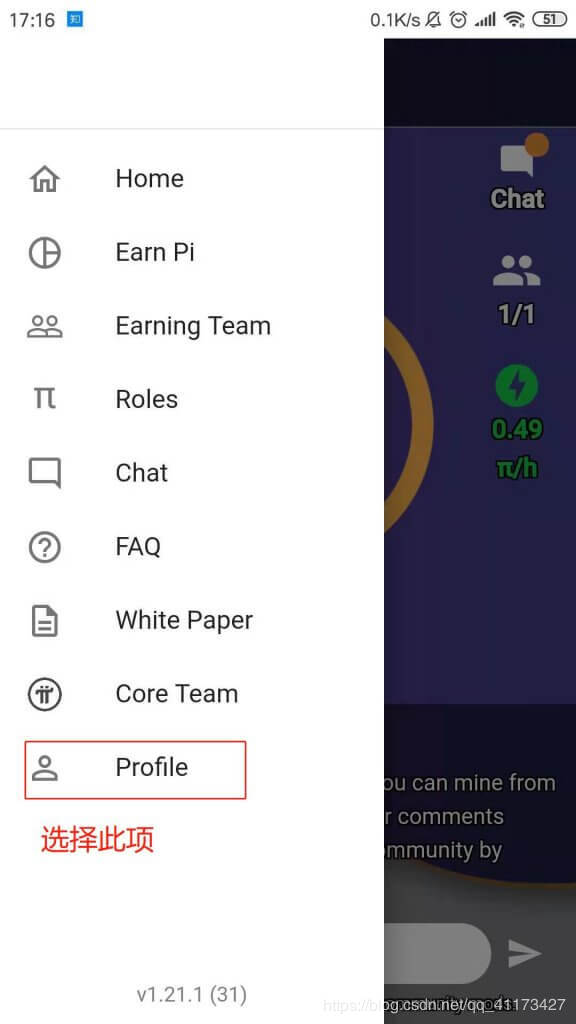 17:16 知 0.1K/s 51
Home
Chat
Earn Pi
1/1
Earning Team
Roles
0.49
π/h
Chat
FAQ
White Paper
Core Team
Profile
ou can mine from
r comments
mmunity by
选择此项
v1.21.1 (31)
https://blog.csdn.net/qq_41173427